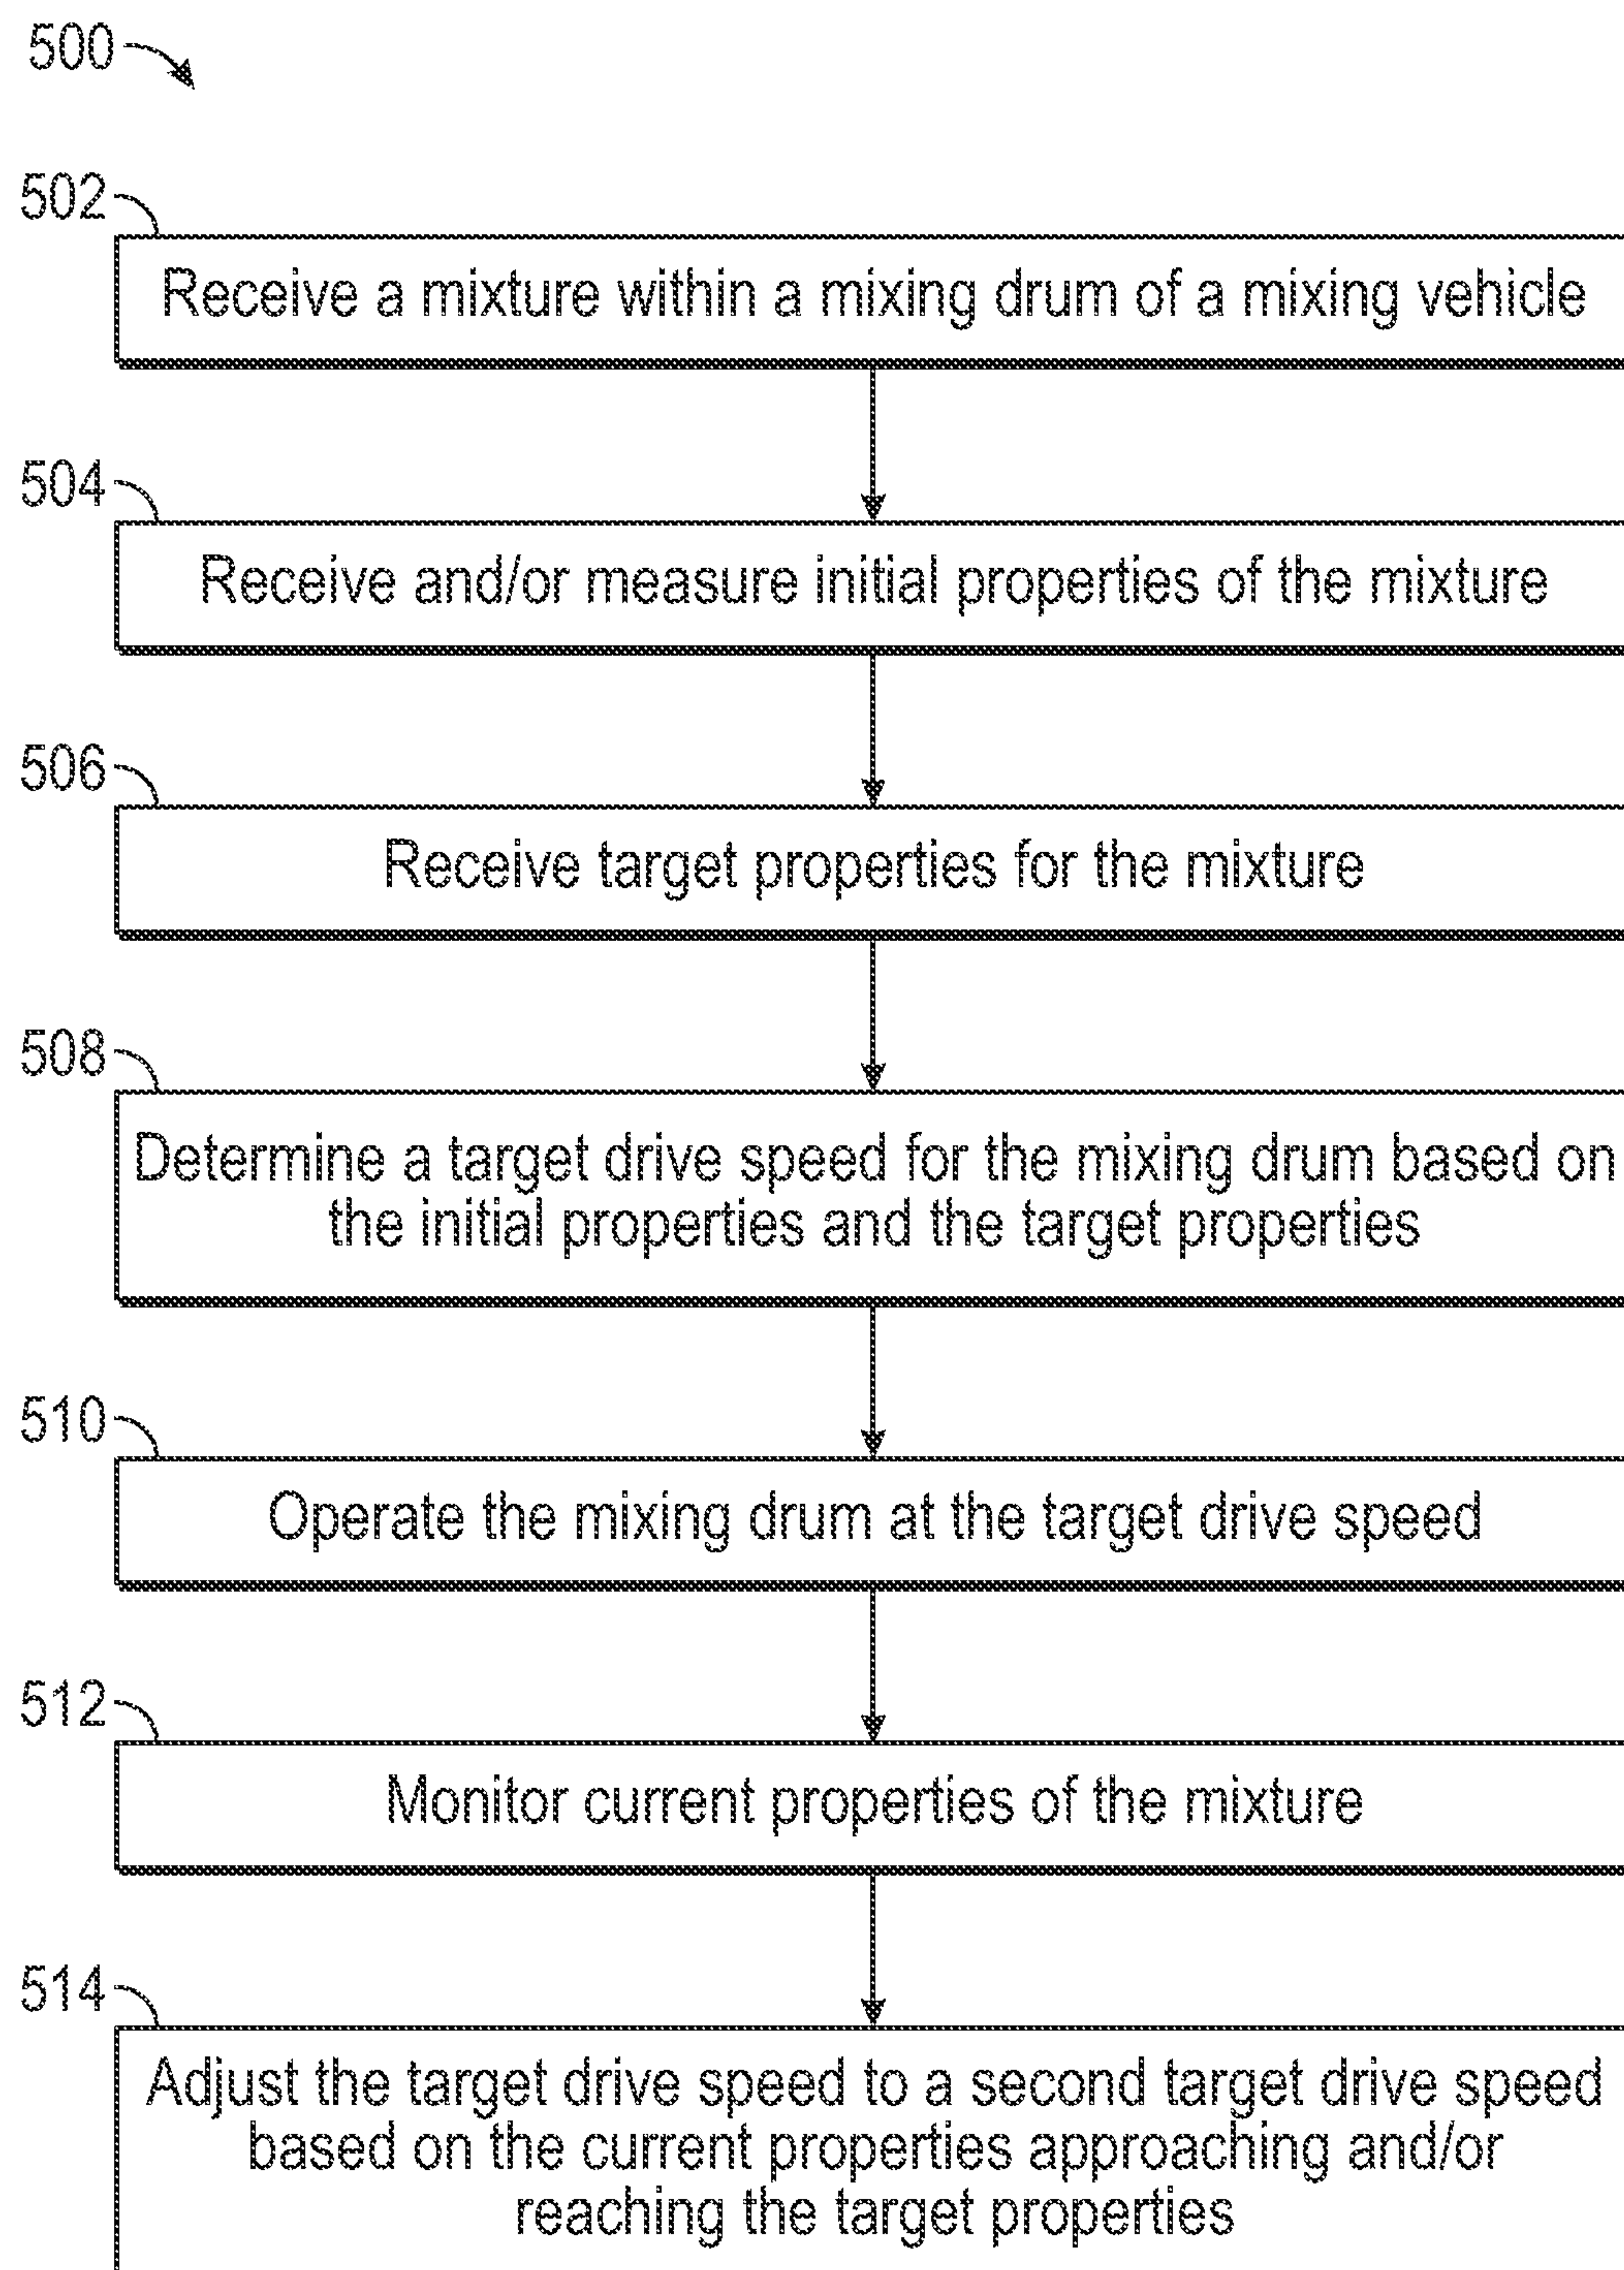 500
502
Receive a mixture within a mixing drum of a mixing vehicle
504
Receive and/or measure initial properties of the mixture
506
Receive target properties for the mixture
508
Determine a target drive speed for the mixing drum based on
the initial properties and the target properties
510
Operate the mixing drum at the target drive speed
512
Monitor current properties of the mixture
514
Adjust the target drive speed to a second target drive speed
based on the current properties approaching and/or
reaching the target properties